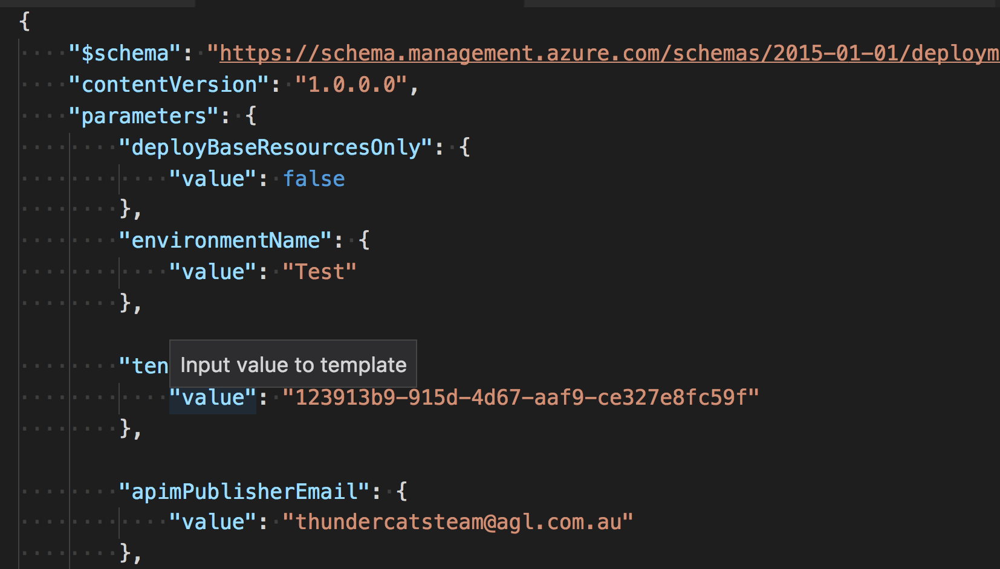 {
"$schema": "https://schema.management.azure.com/schemas/2015-01-01/deploym
"contentVersion": "1.0.0.0",
"parameters": {
"deployBaseResourcesOnly": {
"value": false
},
"environmentName": {
"value": "Test"
},
"ten
Input value to template
"value": "123913b9-915d-4d67-aaf9-ce327e8fc59f"
},
"apimPublisherEmail": {
"value": "thundercatsteam@agl.com.au"
},